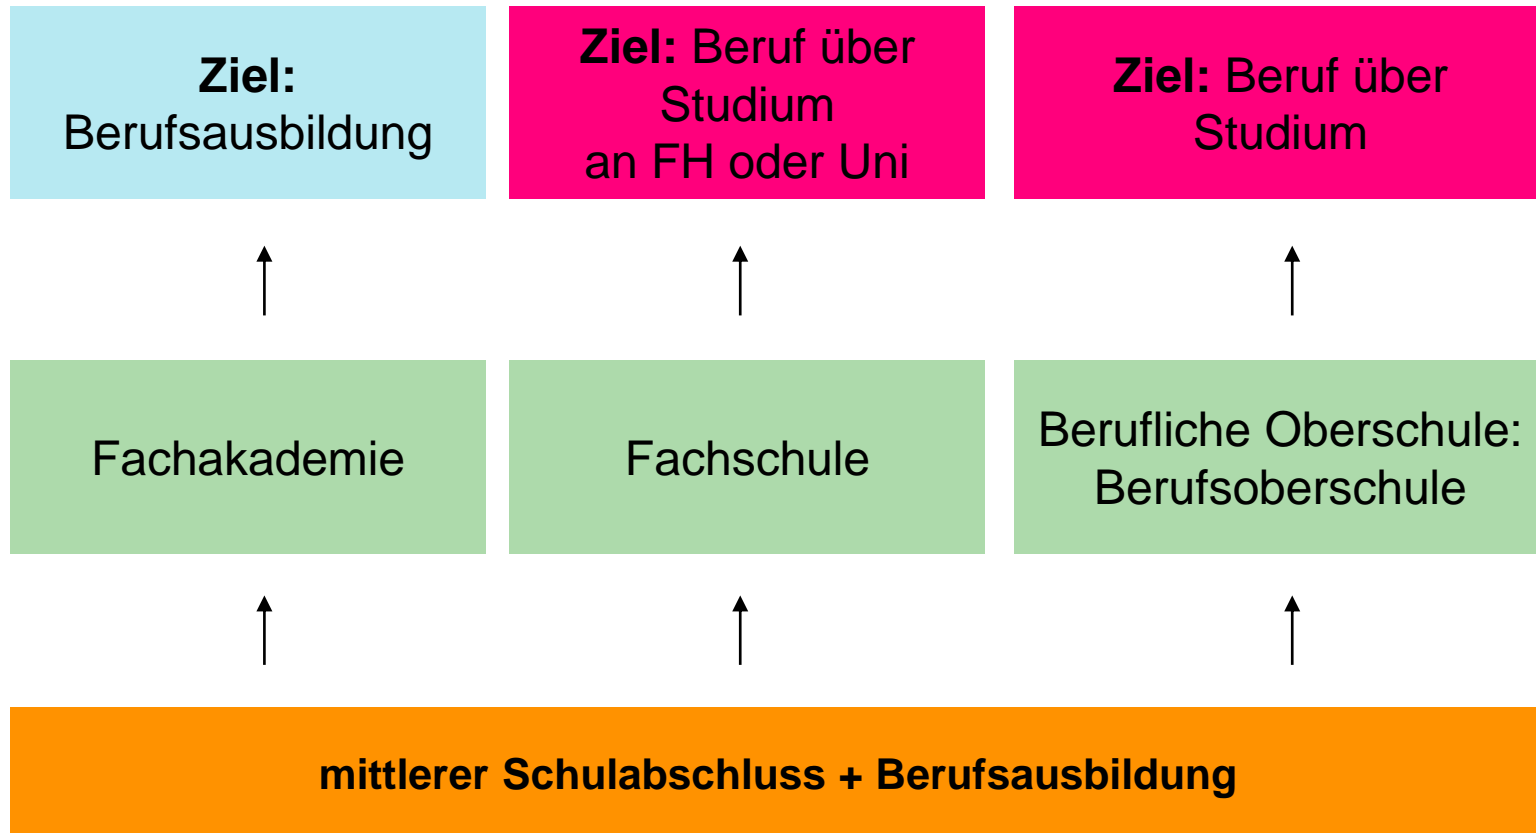 Ziel:
Berufsausbildung
Ziel: Beruf über
Studium
an FH oder Uni
Ziel: Beruf über
Studium
Fachakademie
Fachschule
Berufliche Oberschule:
Berufsoberschule
mittlerer Schulabschluss + Berufsausbildung